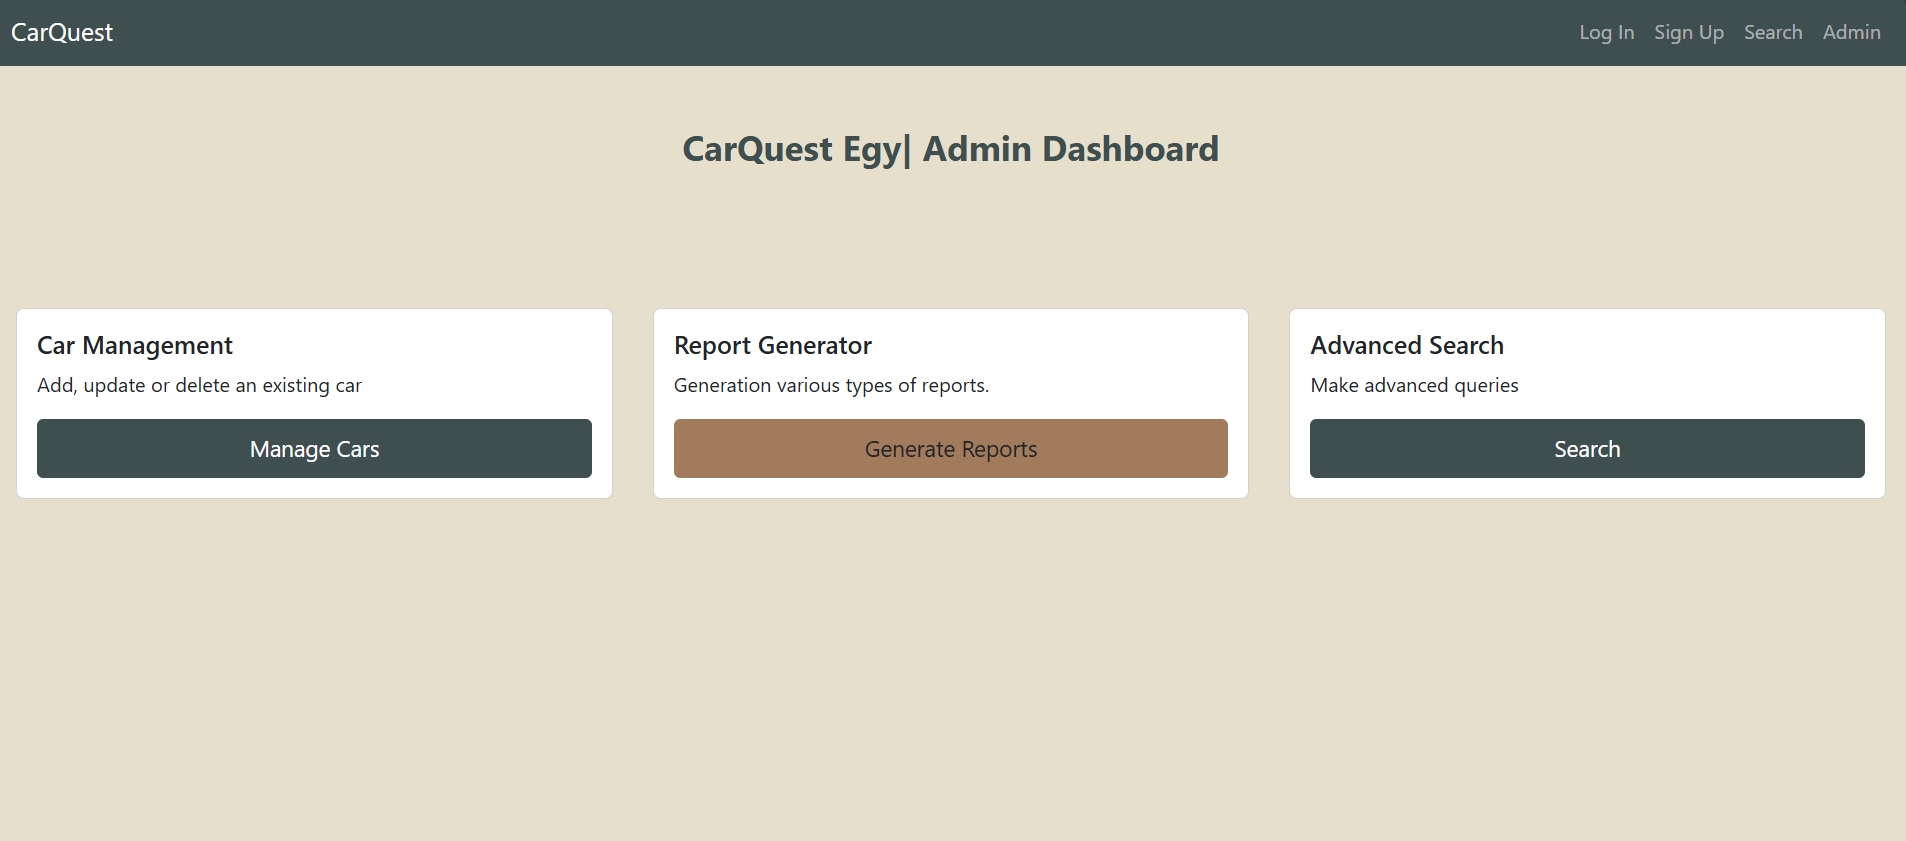 CarQuest
Log In Sign Up Search Admin
CarQuest Egy| Admin Dashboard
Car Management
Add, update or delete an existing car
Manage Cars
Report Generator
Generation various types of reports.
Generate Reports
Advanced Search
Make advanced queries
Search